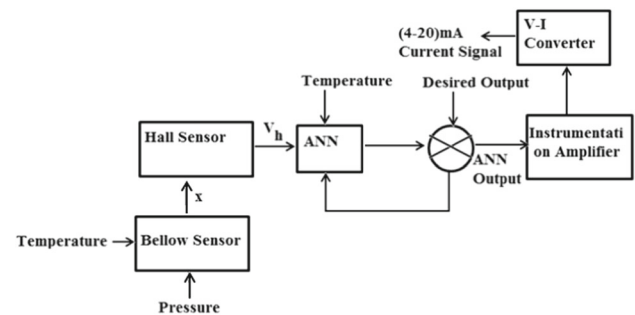 V-I
Converter
(4-20)mA
Current Signal
Temperature
Desired Output
Hall Sensor
Vh
ANN
Instrumentati
on Amplifier
ANN
Output
x
Temperature
Bellow Sensor
Pressure